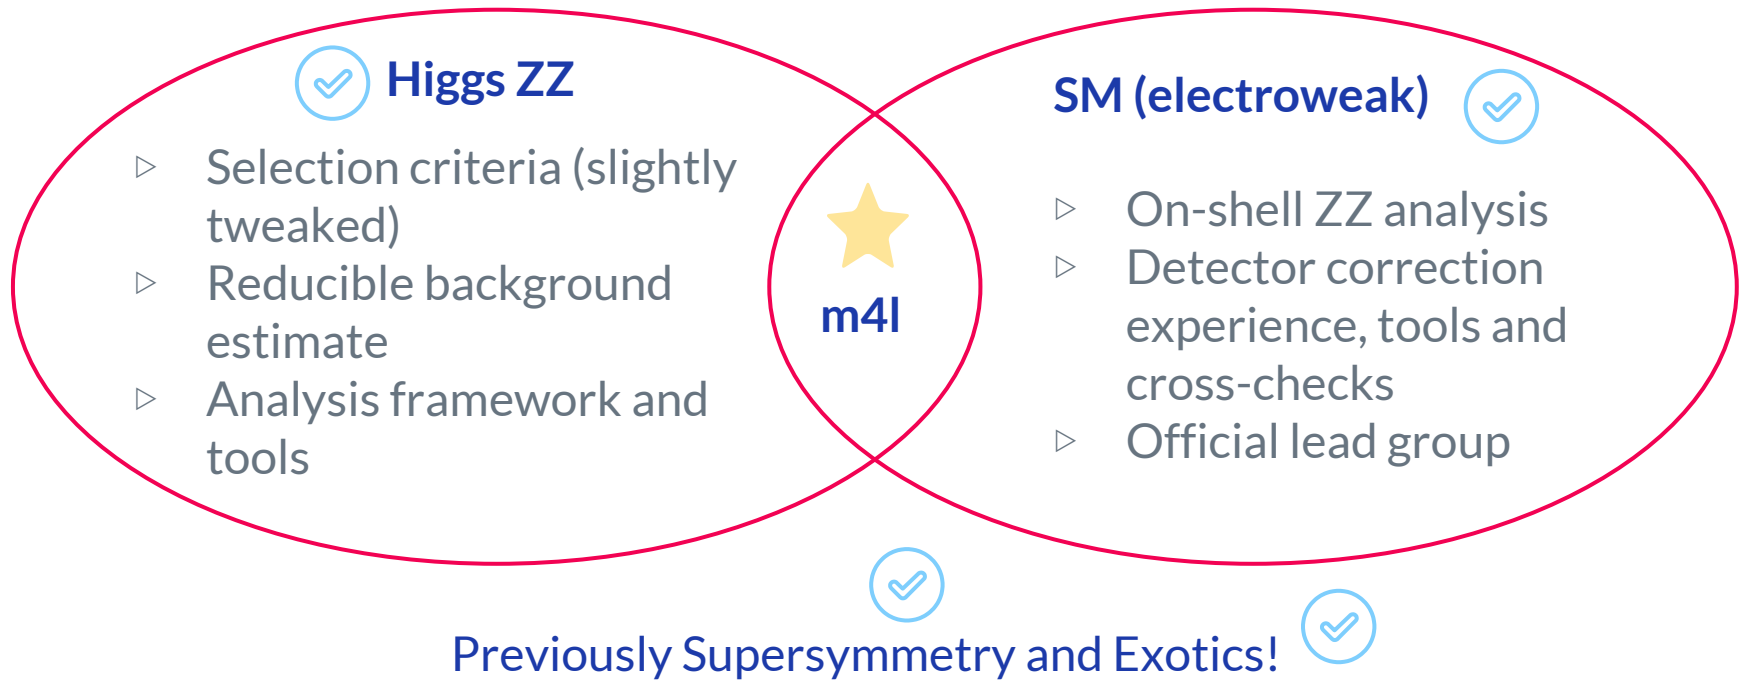 Higgs ZZ
Selection criteria (slightly
tweaked)
Reducible background
estimate
Analysis framework and
tools
m4l
SM (electroweak)
On-shell ZZ analysis
Detector correction
experience, tools and
cross-checks
Official lead group
Previously Supersymmetry and Exotics!